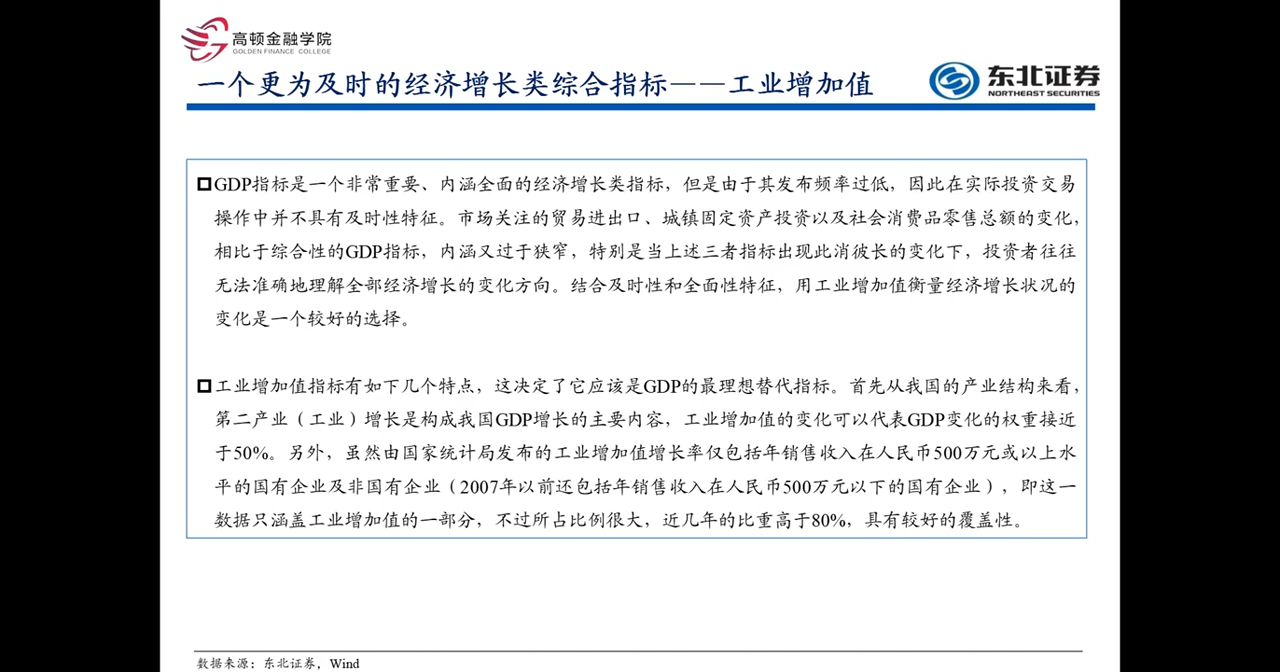 高顿金融学院
GOLDEN FINANCE COLLEGE
一个更为及时的经济增长类综合指标——工业增加值
东北证券
NORTHEAST SECURITIES
GDP指标是一个非常重要、内涵全面的经济增长类指标，但是由于其发布频率过低，因此在实际投资交易
操作中并不具有及时性特征。市场关注的贸易进出口、城镇固定资产投资以及社会消费品零售总额的变化，
相比于综合性的GDP指标，内涵又过于狭窄，特别是当上述三者指标出现此消彼长的变化下，投资者往往
无法准确地理解全部经济增长的变化方向。结合及时性和全面性特征，用工业增加值衡量经济增长状况的
变化是一个较好的选择。
工业增加值指标有如下几个特点，这决定了它应该是GDP的最理想替代指标。首先从我国的产业结构来看，
第二产业（工业）增长是构成我国GDP增长的主要内容，工业增加值的变化可以代表GDP变化的权重接近
于50%。另外，虽然由国家统计局发布的工业增加值增长率仅包括年销售收入在人民币500万元或以上水
平的国有企业及非国有企业（2007年以前还包括年销售收入在人民币500万元以下的国有企业），即这一
数据只涵盖工业增加值的一部分，不过所占比例很大，近几年的比重高于80%，具有较好的覆盖性。
数据来源：东北证券，Wind